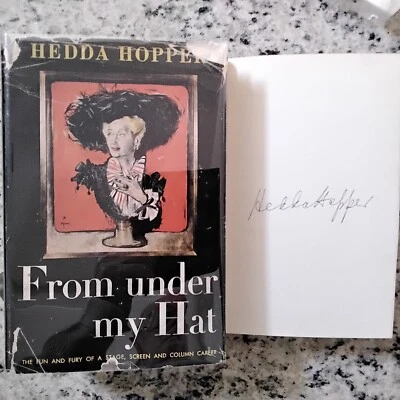 HEDDA HOPPER
From under
my Hat
THE FUN AND FURY OF A STAGE, SCREEN AND COLUMN CAREER
Hedda Hopper